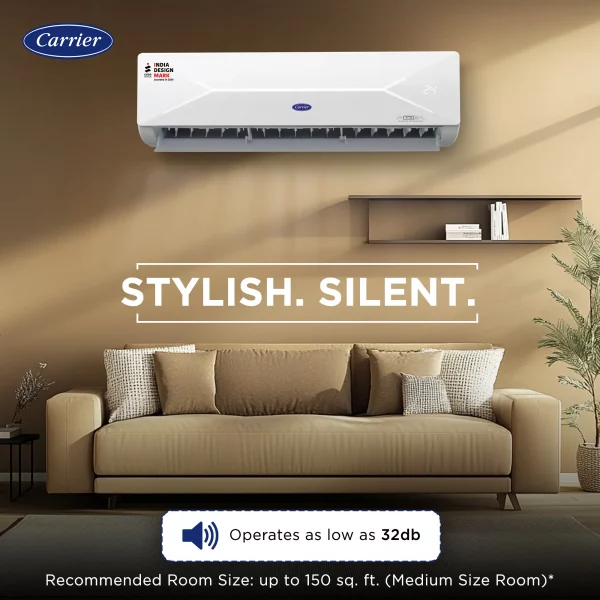 Carrier
INDIA
DESIGN
MARK
Carrier
24
STYLISH. SILENT.
Operates as low as 32db
Recommended Room Size: up to 150 sq. ft. (Medium Size Room)*